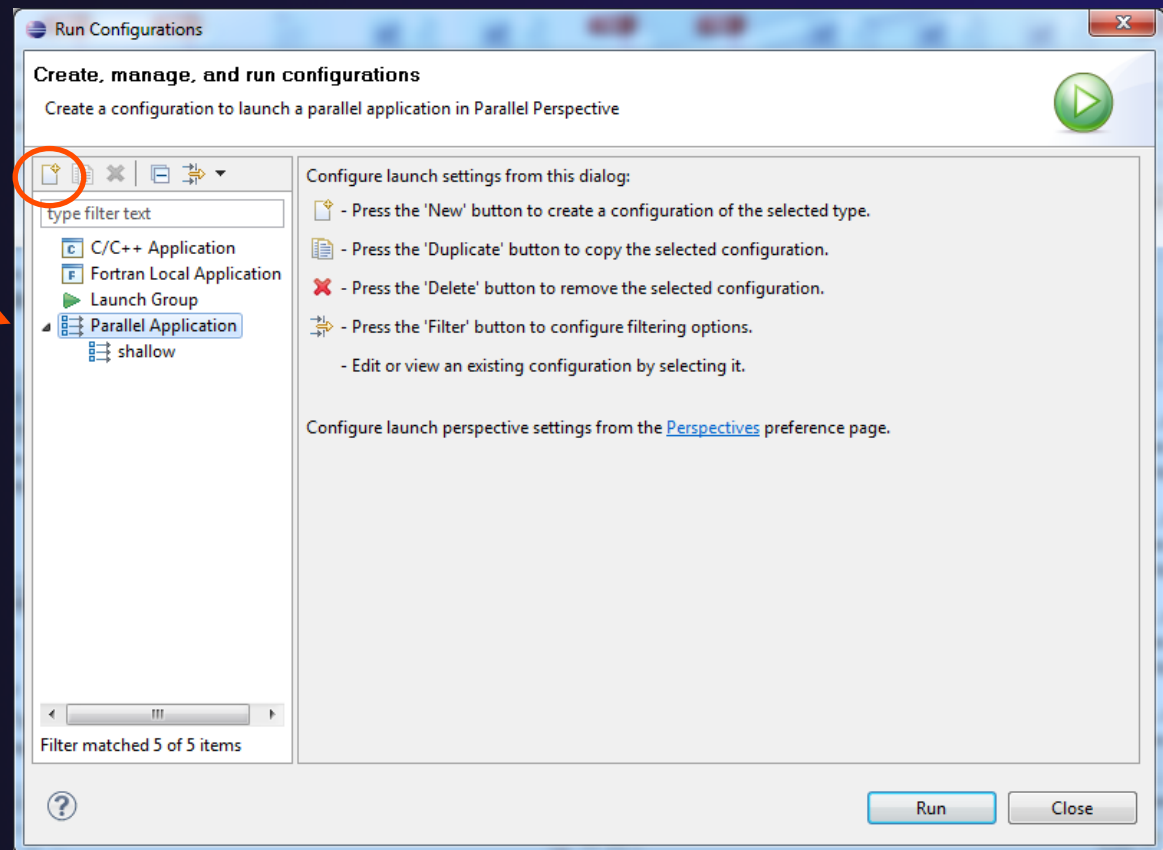 Run Configurations
X
Create, manage, and run configurations
Create a configuration to launch a parallel application in Parallel Perspective
type filter text
C C/C++ Application
F Fortran Local Application
Launch Group
Parallel Application
shallow
Filter matched 5 of 5 items
Configure launch settings from this dialog:
- Press the 'New' button to create a configuration of the selected type.
- Press the 'Duplicate' button to copy the selected configuration.
- Press the 'Delete' button to remove the selected configuration.
- Press the 'Filter' button to configure filtering options.
- Edit or view an existing configuration by selecting it.
Configure launch perspective settings from the Perspectives preference page.
?
Run
Close